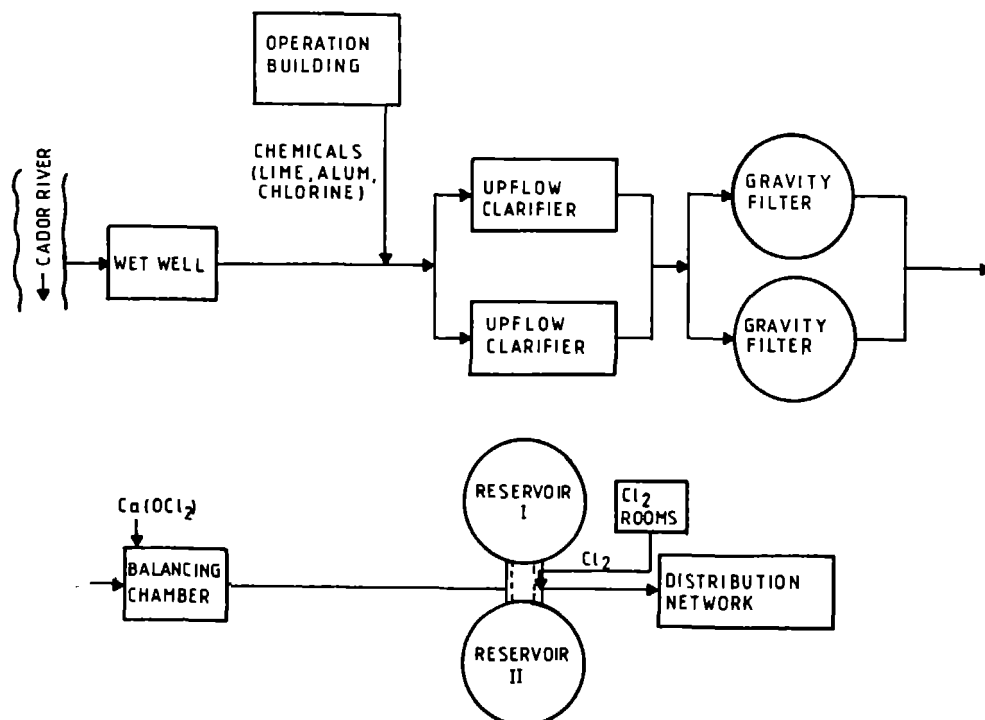 OPERATION
BUILDING
CADOR RIVER
CHEMICALS
(LIME, ALUM,
CHLORINE)
WET WELL
UPFLOW
CLARIFIER
UPFLOW
CLARIFIER
GRAVITY
FILTER
GRAVITY
FILTER
Ca(OCl₂)
BALANCING
CHAMBER
RESERVOIR
I
Cl₂
ROOMS
Cl₂
DISTRIBUTION
NETWORK
RESERVOIR
II